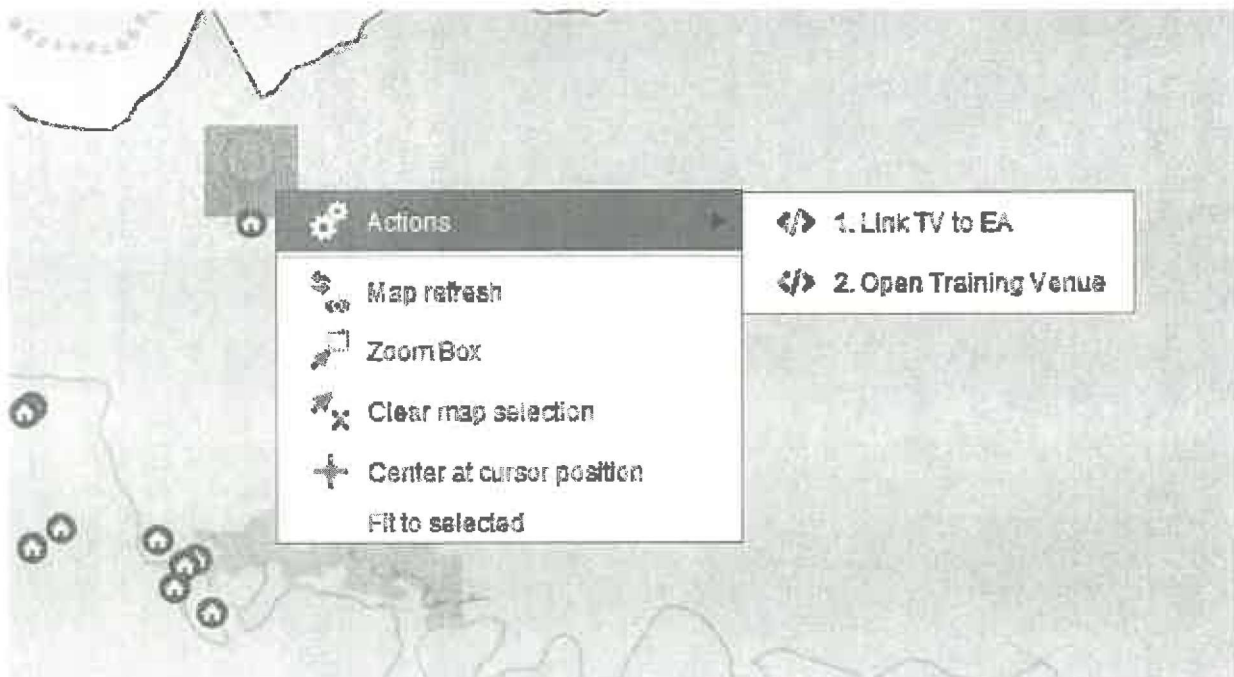 Actions
1. Link TV to EA
2. Open Training Venue
Map refresh
Zoom Box
Clear map selection
Center at cursor position
Fit to selected